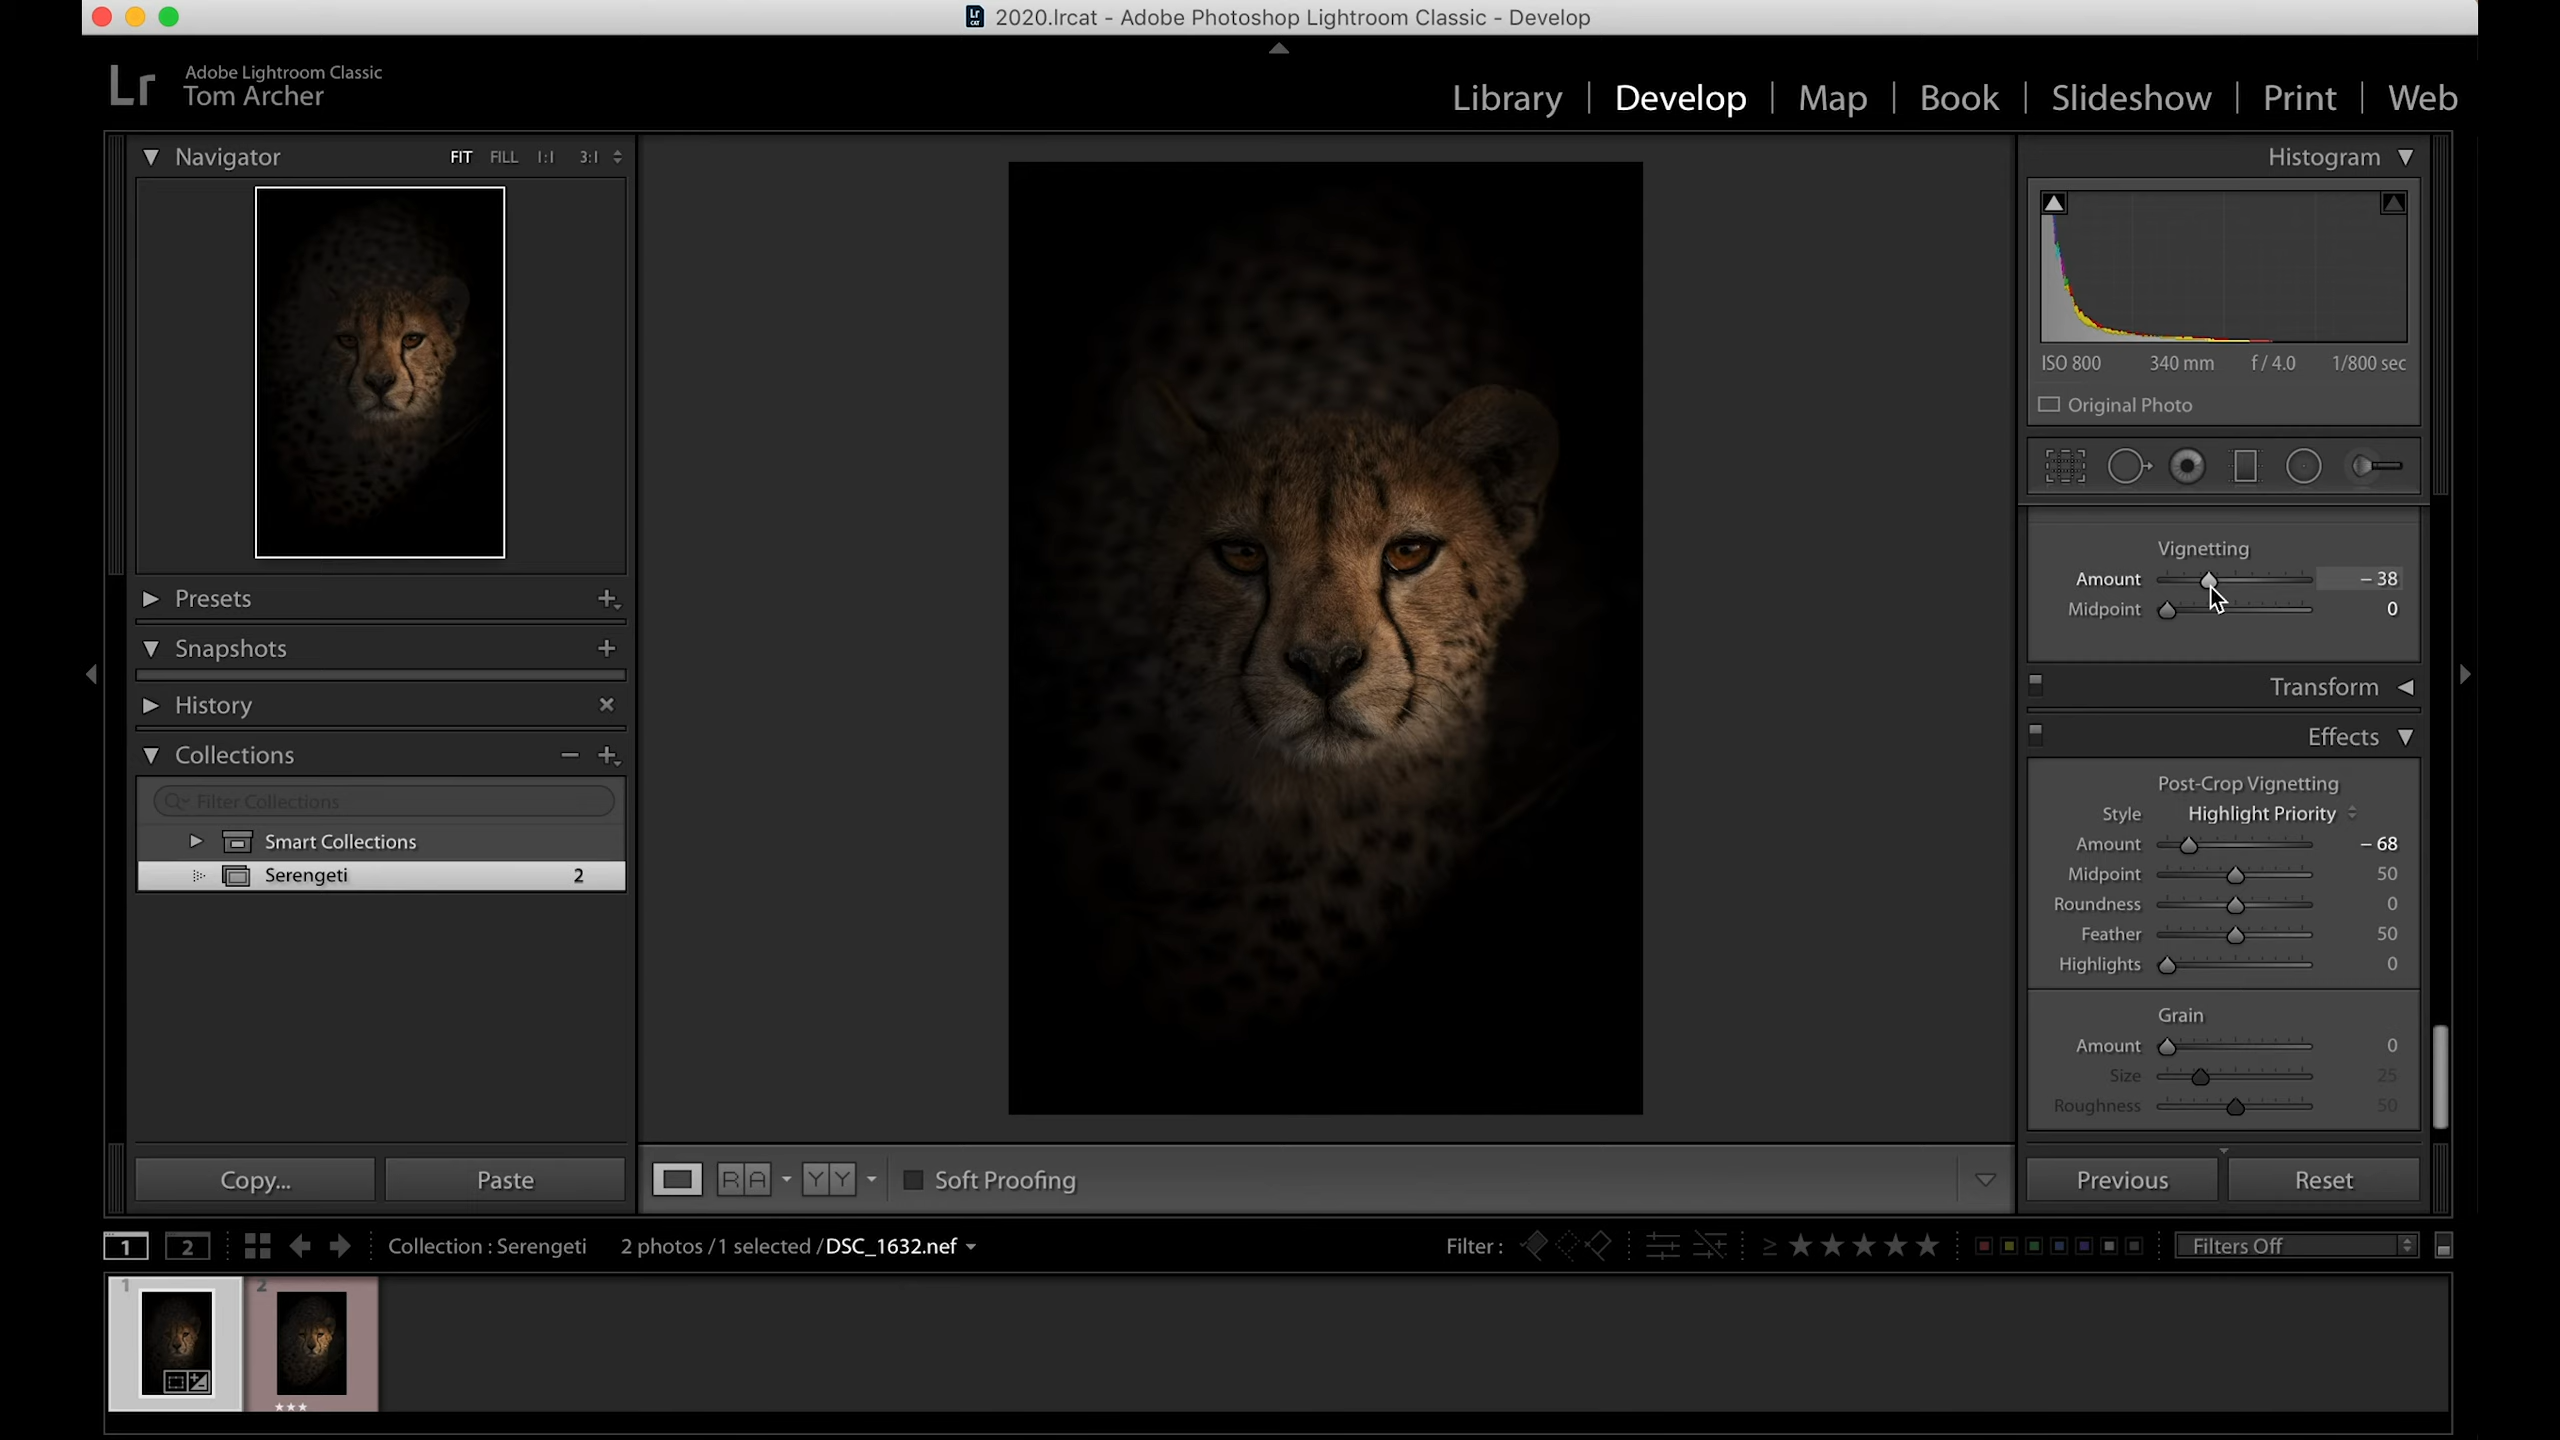 2020.lrcat - Adobe Photoshop Lightroom Classic - Develop
Lr
Adobe Lightroom Classic
Tom Archer
Library | Develop | Map | Book | Slideshow | Print | Web
Navigator FIT FILL 1:1 3:1
Presets
Snapshots
History
Collections
Filter Collections
Smart Collections
Serengeti 2
Copy... Paste
R A Y Y Soft Proofing
Histogram
ISO 800 340 mm f / 4.0 1/800 sec
Original Photo
Vignetting
Amount – 38
Midpoint 0
Transform
Effects
Post-Crop Vignetting
Style Highlight Priority
Amount – 68
Midpoint 50
Roundness 0
Feather 50
Highlights 0
Grain
Amount 0
Size 25
Roughness 50
Previous Reset
1 2 Collection : Serengeti 2 photos / 1 selected / DSC_1632.nef Filter : ≥ ★★★★★ Filters Off
1 2
★★★